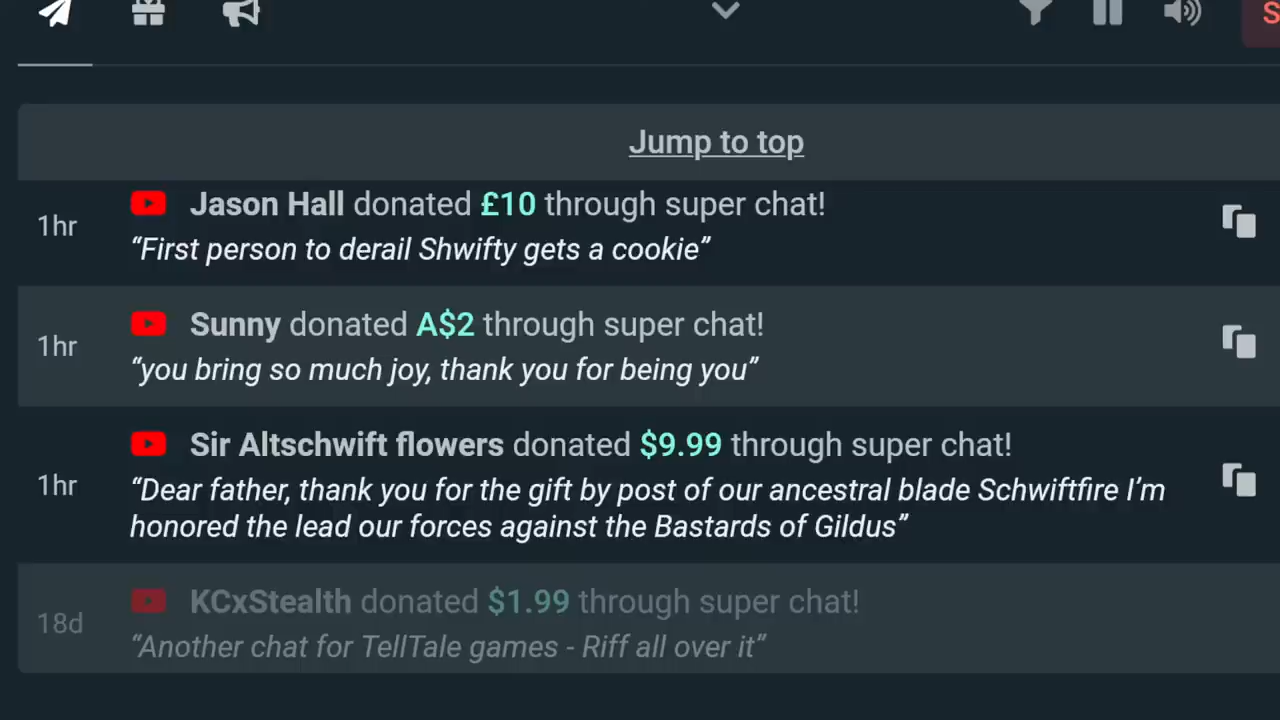 S
Jump to top
1hr
Jason Hall donated £10 through super chat!
“First person to derail Shwifty gets a cookie”
1hr
Sunny donated A$2 through super chat!
“you bring so much joy, thank you for being you”
1hr
Sir Altschwift flowers donated $9.99 through super chat!
“Dear father, thank you for the gift by post of our ancestral blade Schwiftfire I’m
honored the lead our forces against the Bastards of Gildus”
18d
KCxStealth donated $1.99 through super chat!
“Another chat for TellTale games - Riff all over it”